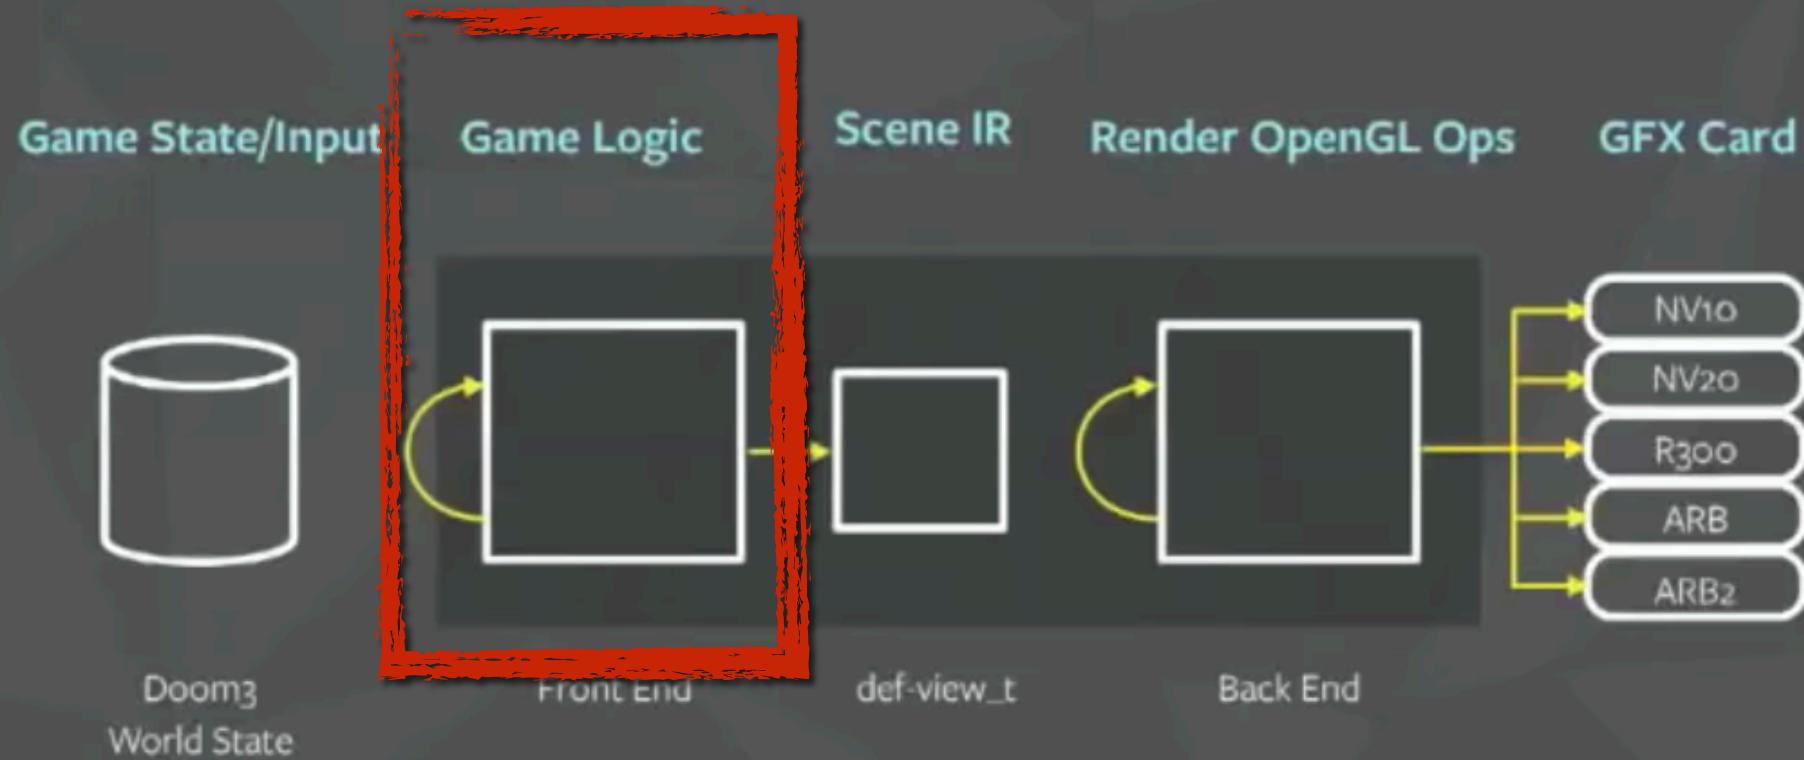 Game State/Input
Game Logic
Scene IR
Render OpenGL Ops
GFX Card
NV10
NV20
R300
ARB
ARB2
Doom3
World State
Front End
def-view_t
Back End